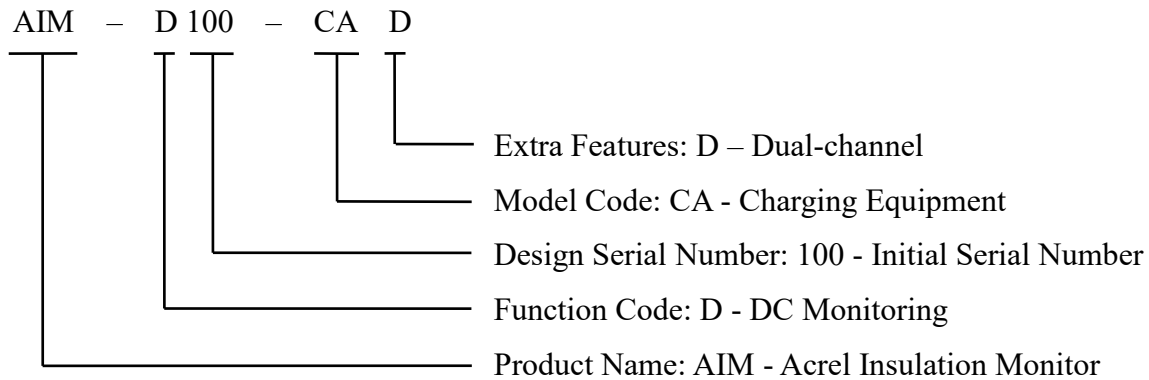 AIM – D 100 – CA D
Extra Features: D – Dual-channel
Model Code: CA - Charging Equipment
Design Serial Number: 100 - Initial Serial Number
Function Code: D - DC Monitoring
Product Name: AIM - Acrel Insulation Monitor